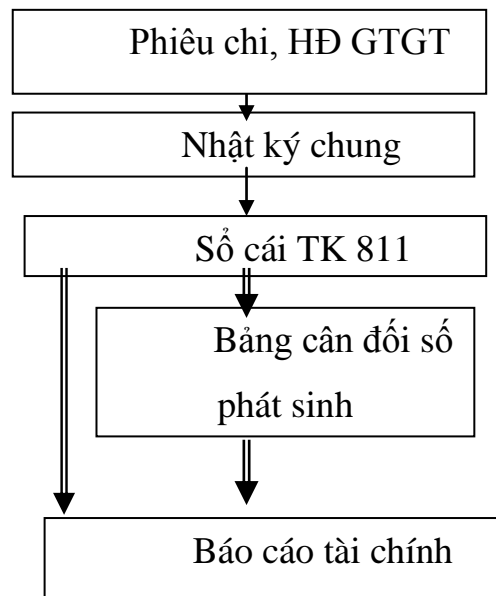 Phiêu chi, HĐ GTGT
Nhật ký chung
Sổ cái TK 811
Bảng cân đối số
phát sinh
Báo cáo tài chính